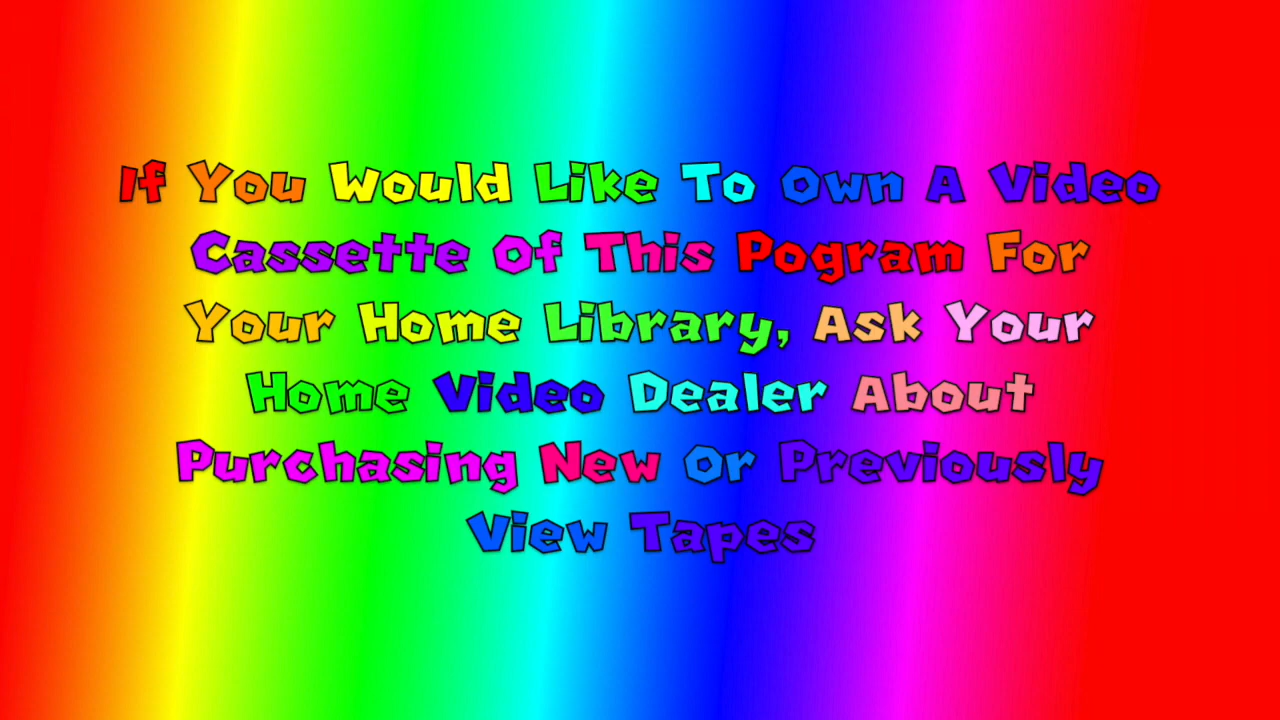 If You Would Like To Own A Video
Cassette Of This Pogram For
Your Home Library, Ask Your
Home Video Dealer About
Purchasing New Or Previously
View Tapes